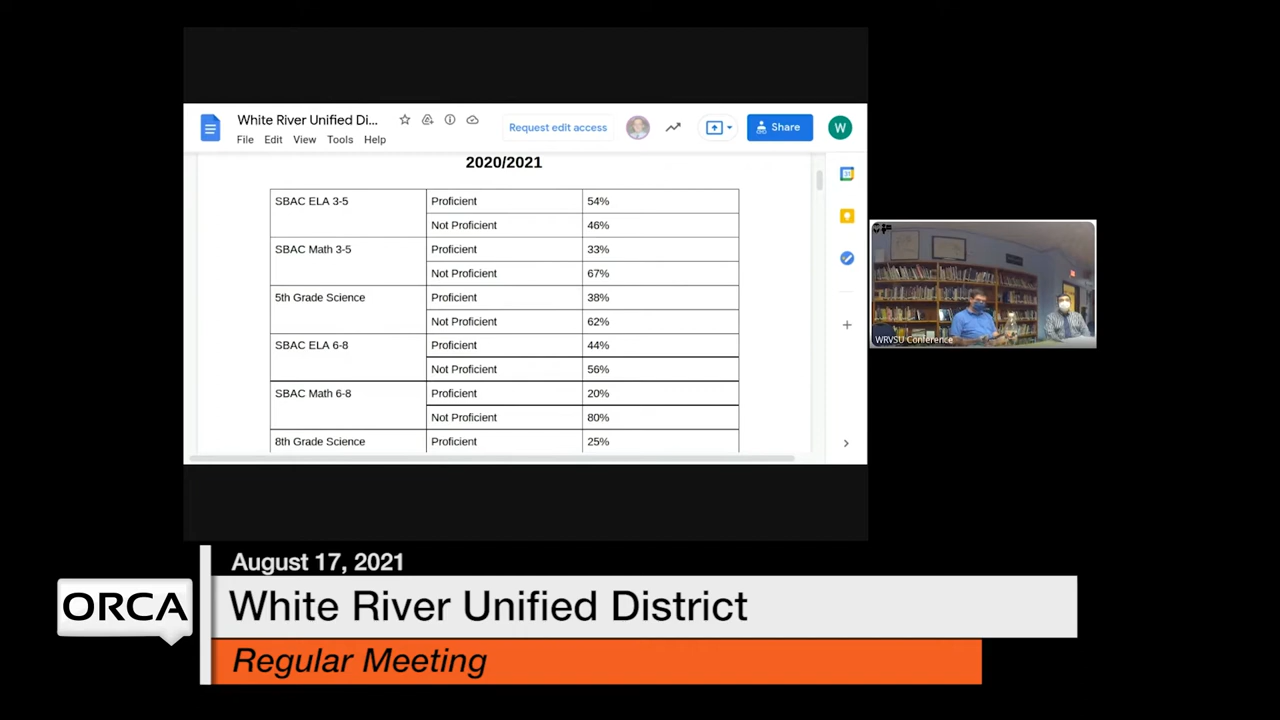 White River Unified Di...
File Edit View Tools Help
Request edit access
Share
W
2020/2021
SBAC ELA 3-5 Proficient 54%
Not Proficient 46%
SBAC Math 3-5 Proficient 33%
Not Proficient 67%
5th Grade Science Proficient 38%
Not Proficient 62%
SBAC ELA 6-8 Proficient 44%
Not Proficient 56%
SBAC Math 6-8 Proficient 20%
Not Proficient 80%
8th Grade Science Proficient 25%
WRVSU Conference
August 17, 2021
ORCA
White River Unified District
Regular Meeting